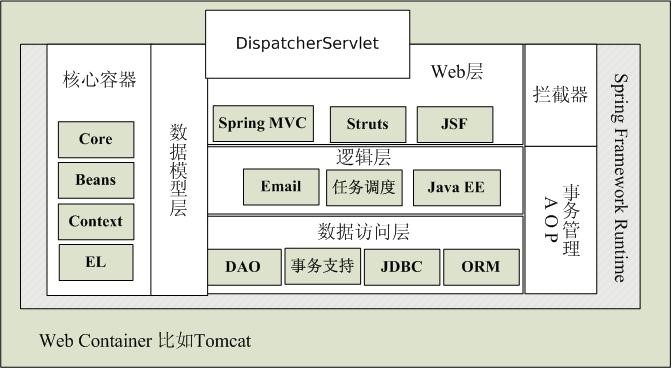 DispatcherServlet
核心容器
Core
Beans
Context
EL
数据模型层
Web层
Spring MVC
Struts
JSF
逻辑层
Email
任务调度
Java EE
数据访问层
DAO
事务支持
JDBC
ORM
拦截器
事务管理
AOP
Spring Framework Runtime
Web Container 比如Tomcat